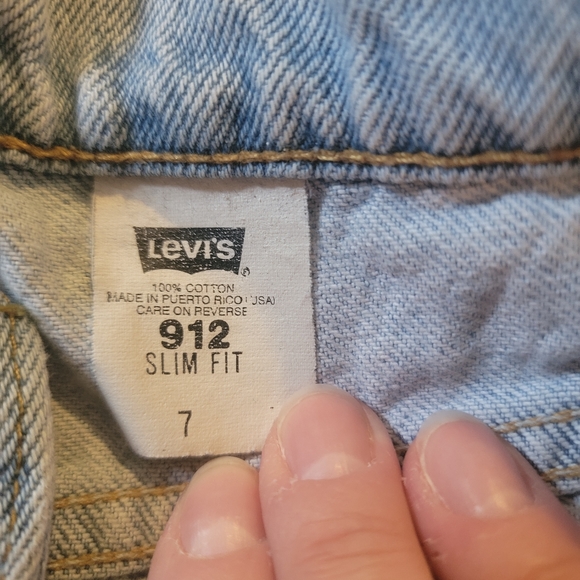 Levi's
®
100% COTTON
MADE IN PUERTO RICO (USA)
CARE ON REVERSE
912
SLIM FIT
7